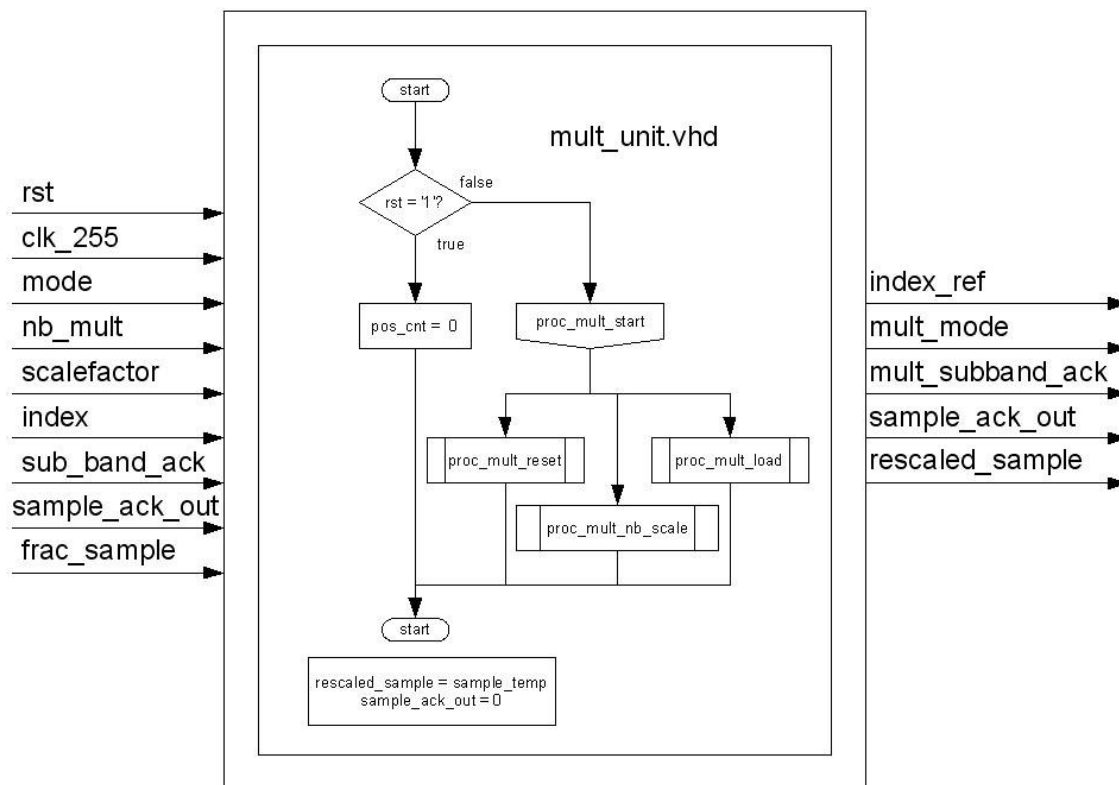 start
mult_unit.vhd
false
rst = '1'?
true
pos_cnt = 0
proc_mult_start
proc_mult_reset
proc_mult_load
proc_mult_nb_scale
start
rescaled_sample = sample_temp
sample_ack_out = 0
rst
clk_255
mode
nb_mult
scalefactor
index
sub_band_ack
sample_ack_out
frac_sample
index_ref
mult_mode
mult_subband_ack
sample_ack_out
rescaled_sample